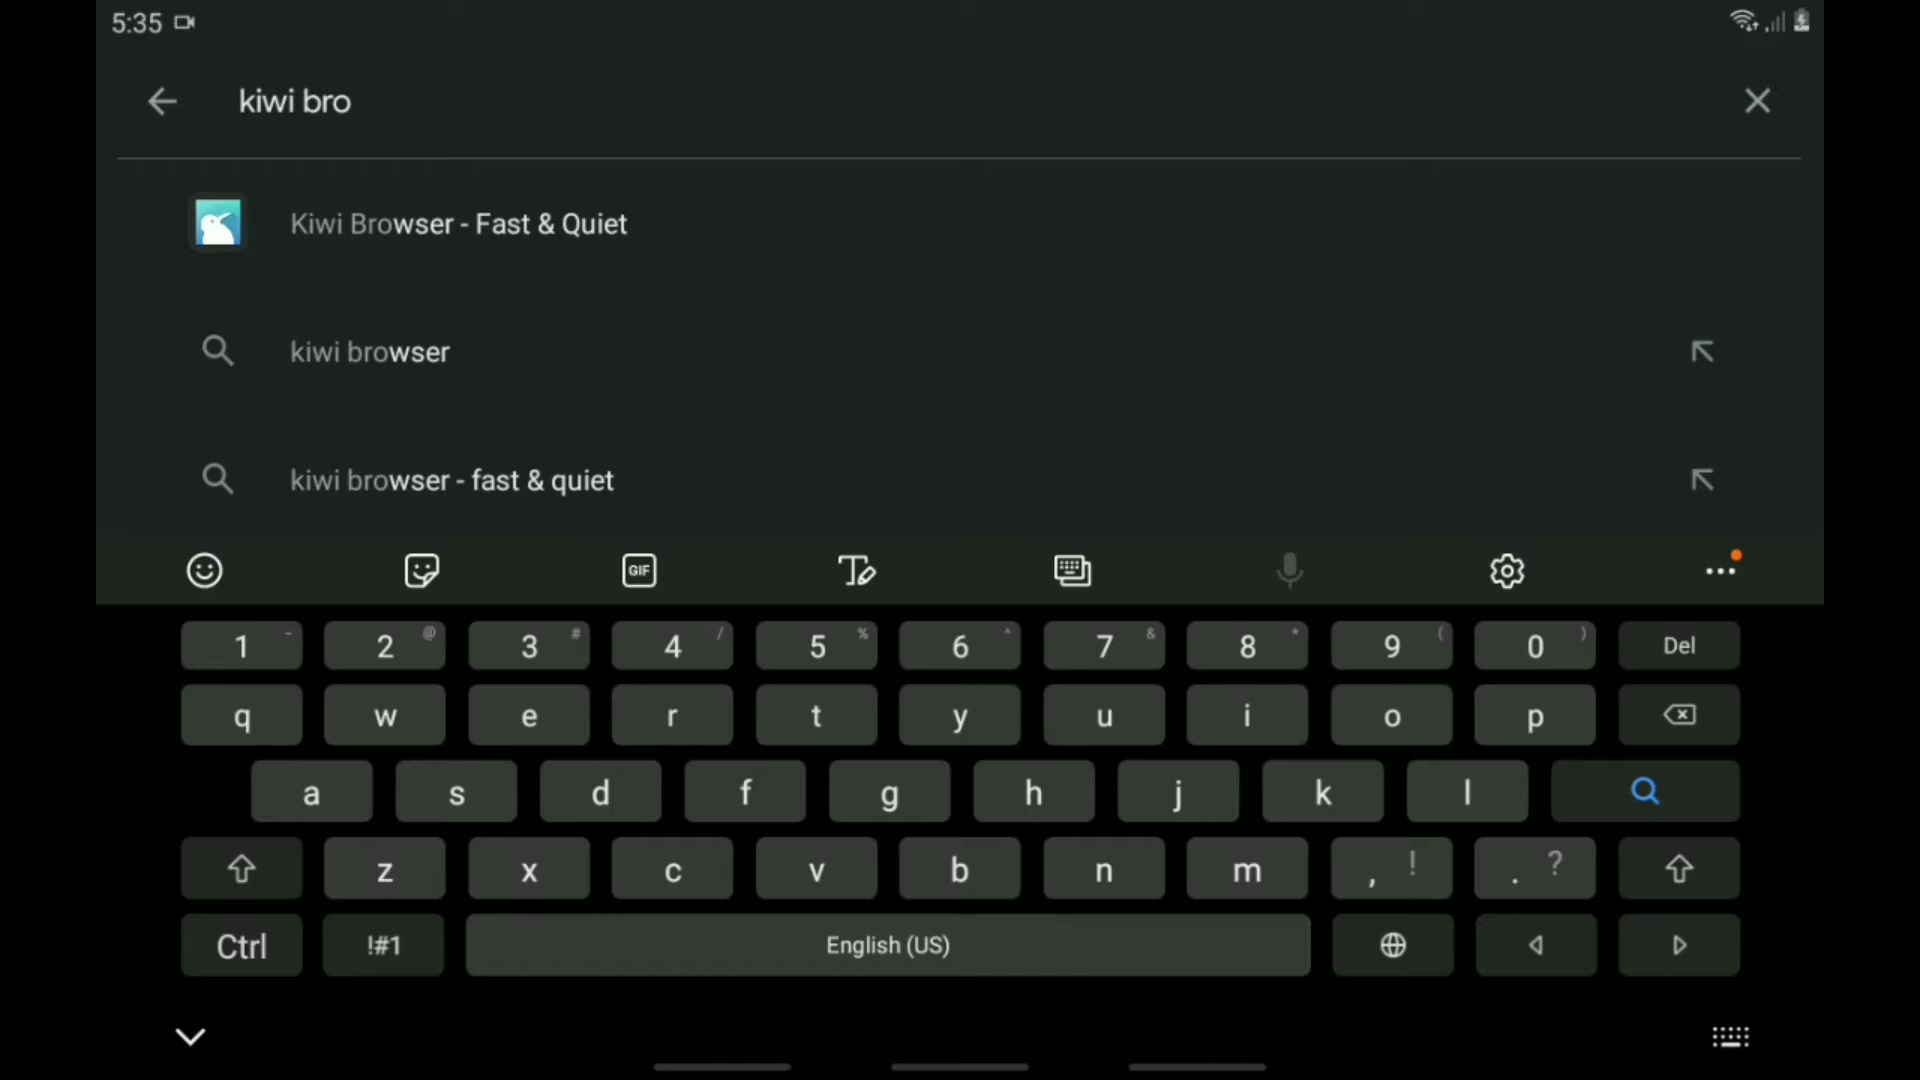 5:35
kiwi bro
Kiwi Browser - Fast & Quiet
kiwi browser
kiwi browser - fast & quiet
GIF
1 - 2 @ 3 # 4 / 5 % 6 ^ 7 & 8 * 9 ( 0 ) Del
q w e r t y u i o p
a s d f g h j k l
z x c v b n m , ! . ?
Ctrl !#1 English (US)